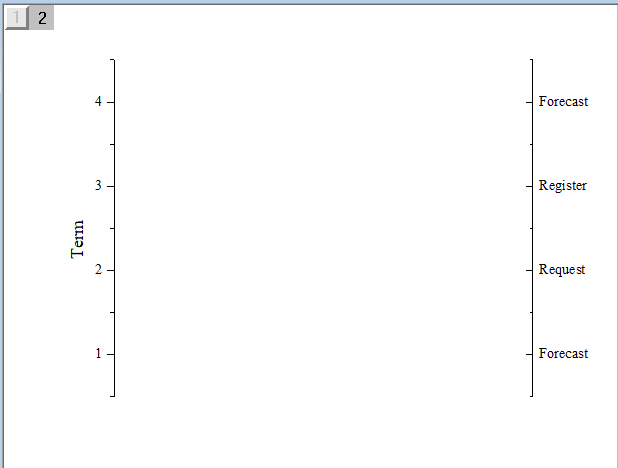 1 2
4 Forecast
3 Register
Term
2 Request
1 Forecast